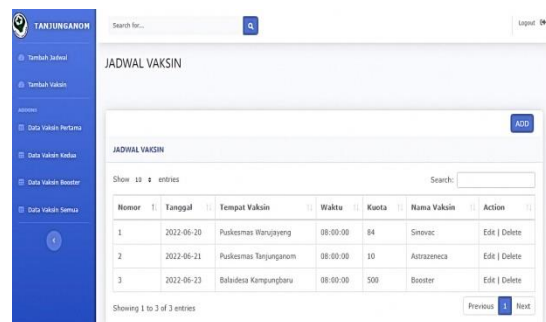 TANJUNGANOM
Search for...
Logout
Tambah Jadwal
Tambah Vaksin
ADDONS
Data Vaksin Pertama
Data Vaksin Kedua
Data Vaksin Booster
Data Vaksin Semua
JADWAL VAKSIN
ADD
JADWAL VAKSIN
Show 10 entries
Search:
Nomor Tanggal Tempat Vaksin Waktu Kuota Nama Vaksin Action
1 2022-06-20 Puskesmas Warujayeng 08:00:00 84 Sinovac Edit | Delete
2 2022-06-21 Puskesmas Tanjunganom 08:00:00 10 Astrazeneca Edit | Delete
3 2022-06-23 Balaidesa Kampungbaru 08:00:00 500 Booster Edit | Delete
Showing 1 to 3 of 3 entries
Previous 1 Next